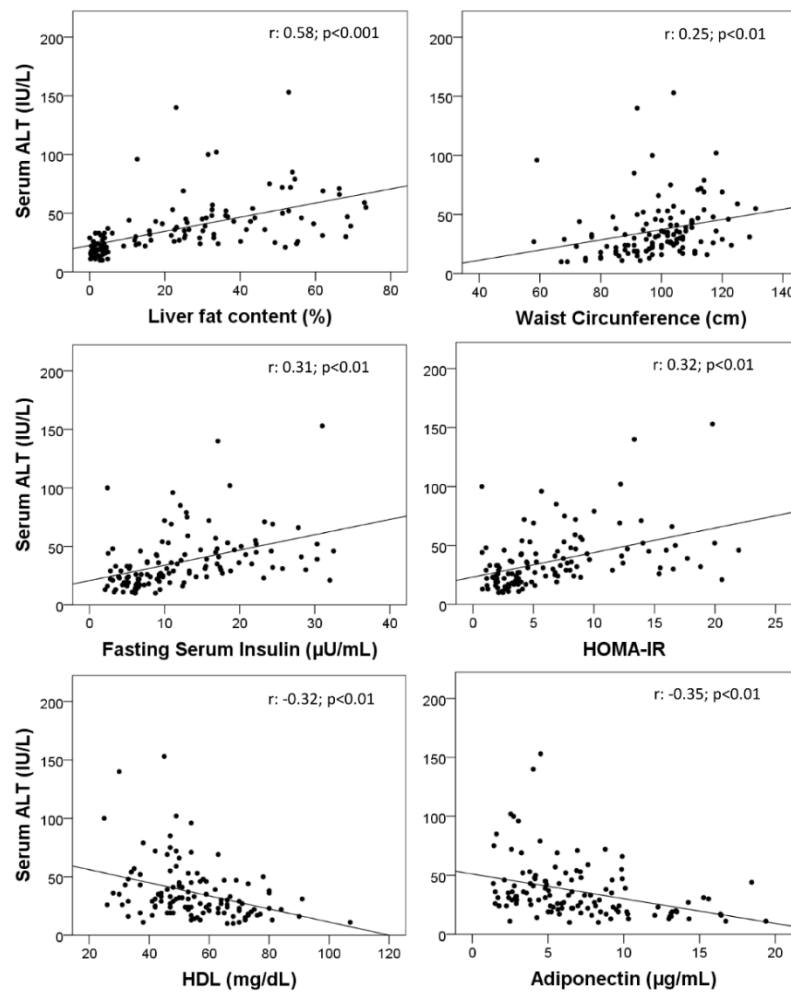 r: 0.58; p<0.001
200
150
100
50
0
Serum ALT (IU/L)
0 20 40 60 80
Liver fat content (%)
r: 0.25; p<0.01
200
150
100
50
0
40 60 80 100 120 140
Waist Circunference (cm)
r: 0.31; p<0.01
200
150
100
50
0
Serum ALT (IU/L)
0 10 20 30 40
Fasting Serum Insulin (µU/mL)
r: 0.32; p<0.01
200
150
100
50
0
0 5 10 15 20 25
HOMA-IR
r: -0.32; p<0.01
200
150
100
50
0
Serum ALT (IU/L)
20 40 60 80 100 120
HDL (mg/dL)
r: -0.35; p<0.01
200
150
100
50
0
0 5 10 15 20
Adiponectin (µg/mL)